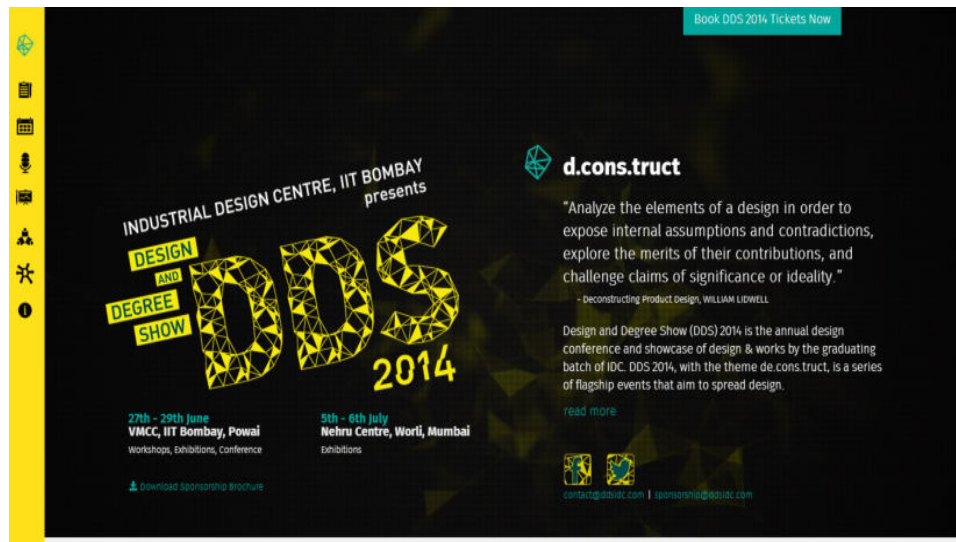 Book DDS 2014 Tickets Now
INDUSTRIAL DESIGN CENTRE, IIT BOMBAY
presents
DESIGN
AND
DEGREE
SHOW
DDS
2014
27th - 29th June
VMCC, IIT Bombay, Powai
Workshops, Exhibitions, Conference
5th - 6th July
Nehru Centre, Worli, Mumbai
Exhibitions
Download Sponsorship Brochure
d.cons.truct
“Analyze the elements of a design in order to
expose internal assumptions and contradictions,
explore the merits of their contributions, and
challenge claims of significance or ideality.”
- Deconstructing Product Design, WILLIAM LIDWELL
Design and Degree Show (DDS) 2014 is the annual design
conference and showcase of design & works by the graduating
batch of IDC. DDS 2014, with the theme de.cons.truct, is a series
of flagship events that aim to spread design.
read more
contact@ddsidc.com | sponsorship@ddsidc.com